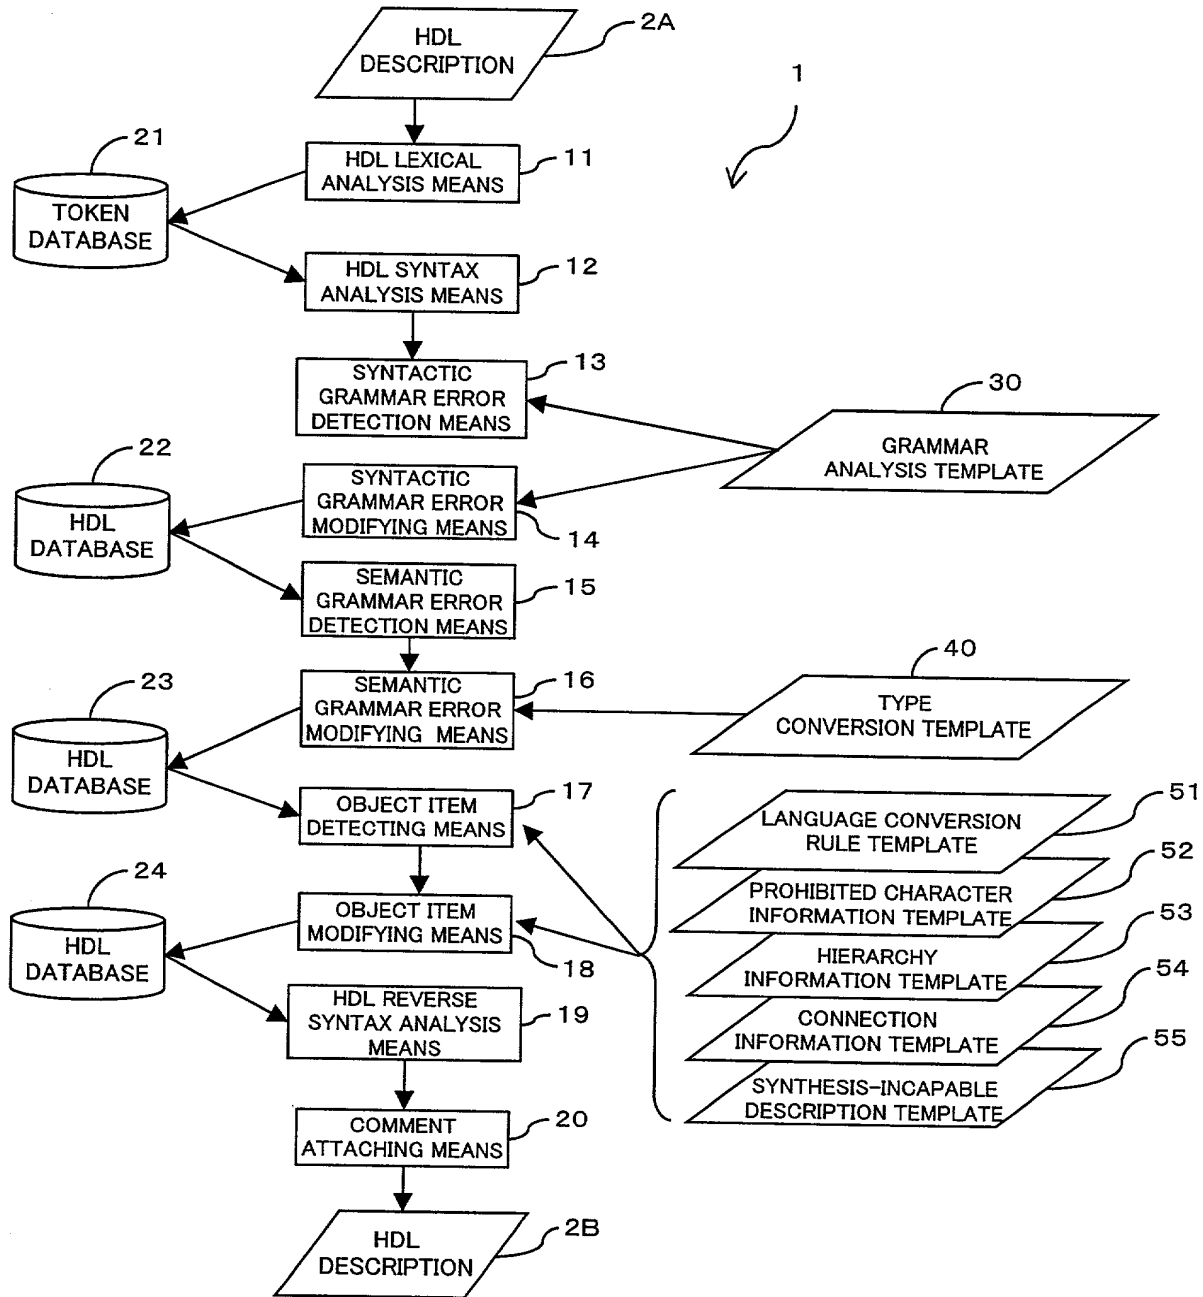 HDL
DESCRIPTION
2A
1
21
TOKEN
DATABASE
HDL LEXICAL
ANALYSIS MEANS
11
HDL SYNTAX
ANALYSIS MEANS
12
SYNTACTIC
GRAMMAR ERROR
DETECTION MEANS
13
30
GRAMMAR
ANALYSIS TEMPLATE
22
HDL
DATABASE
SYNTACTIC
GRAMMAR ERROR
MODIFYING MEANS
14
SEMANTIC
GRAMMAR ERROR
DETECTION MEANS
15
40
TYPE
CONVERSION TEMPLATE
23
HDL
DATABASE
SEMANTIC
GRAMMAR ERROR
MODIFYING MEANS
16
OBJECT ITEM
DETECTING MEANS
17
51
LANGUAGE CONVERSION
RULE TEMPLATE
52
PROHIBITED CHARACTER
INFORMATION TEMPLATE
53
HIERARCHY
INFORMATION TEMPLATE
54
CONNECTION
INFORMATION TEMPLATE
55
SYNTHESIS-INCAPABLE
DESCRIPTION TEMPLATE
24
HDL
DATABASE
OBJECT ITEM
MODIFYING MEANS
18
HDL REVERSE
SYNTAX ANALYSIS
MEANS
19
COMMENT
ATTACHING MEANS
20
HDL
DESCRIPTION
2B